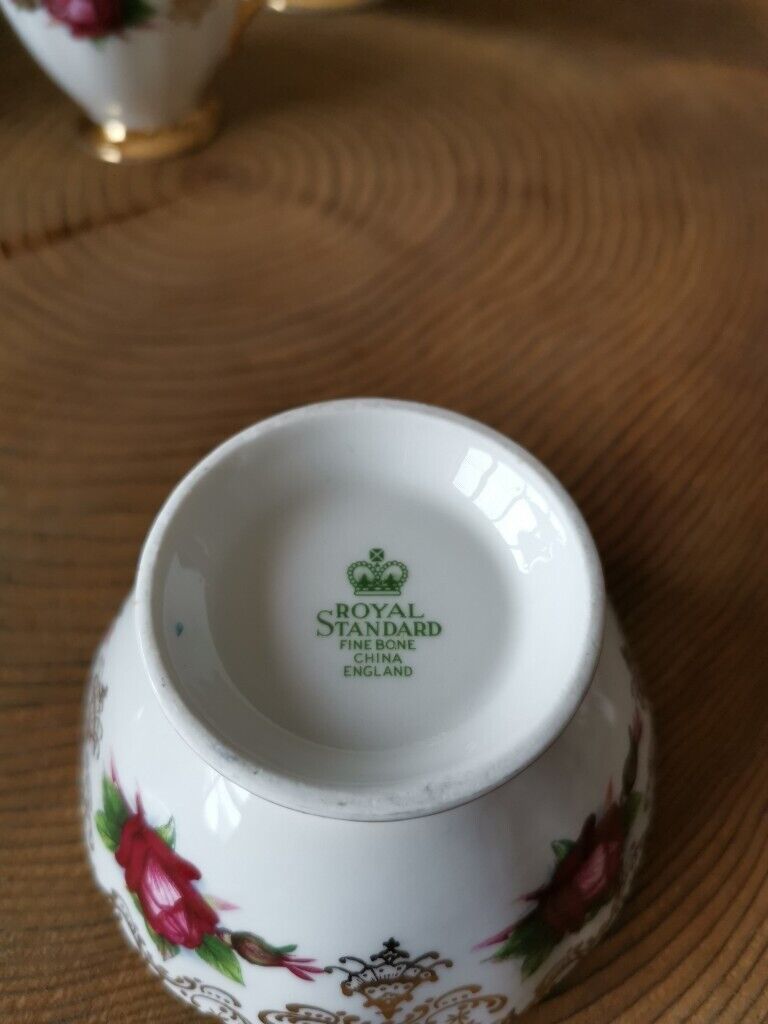 ROYAL
STANDARD
FINE BONE
CHINA
ENGLAND